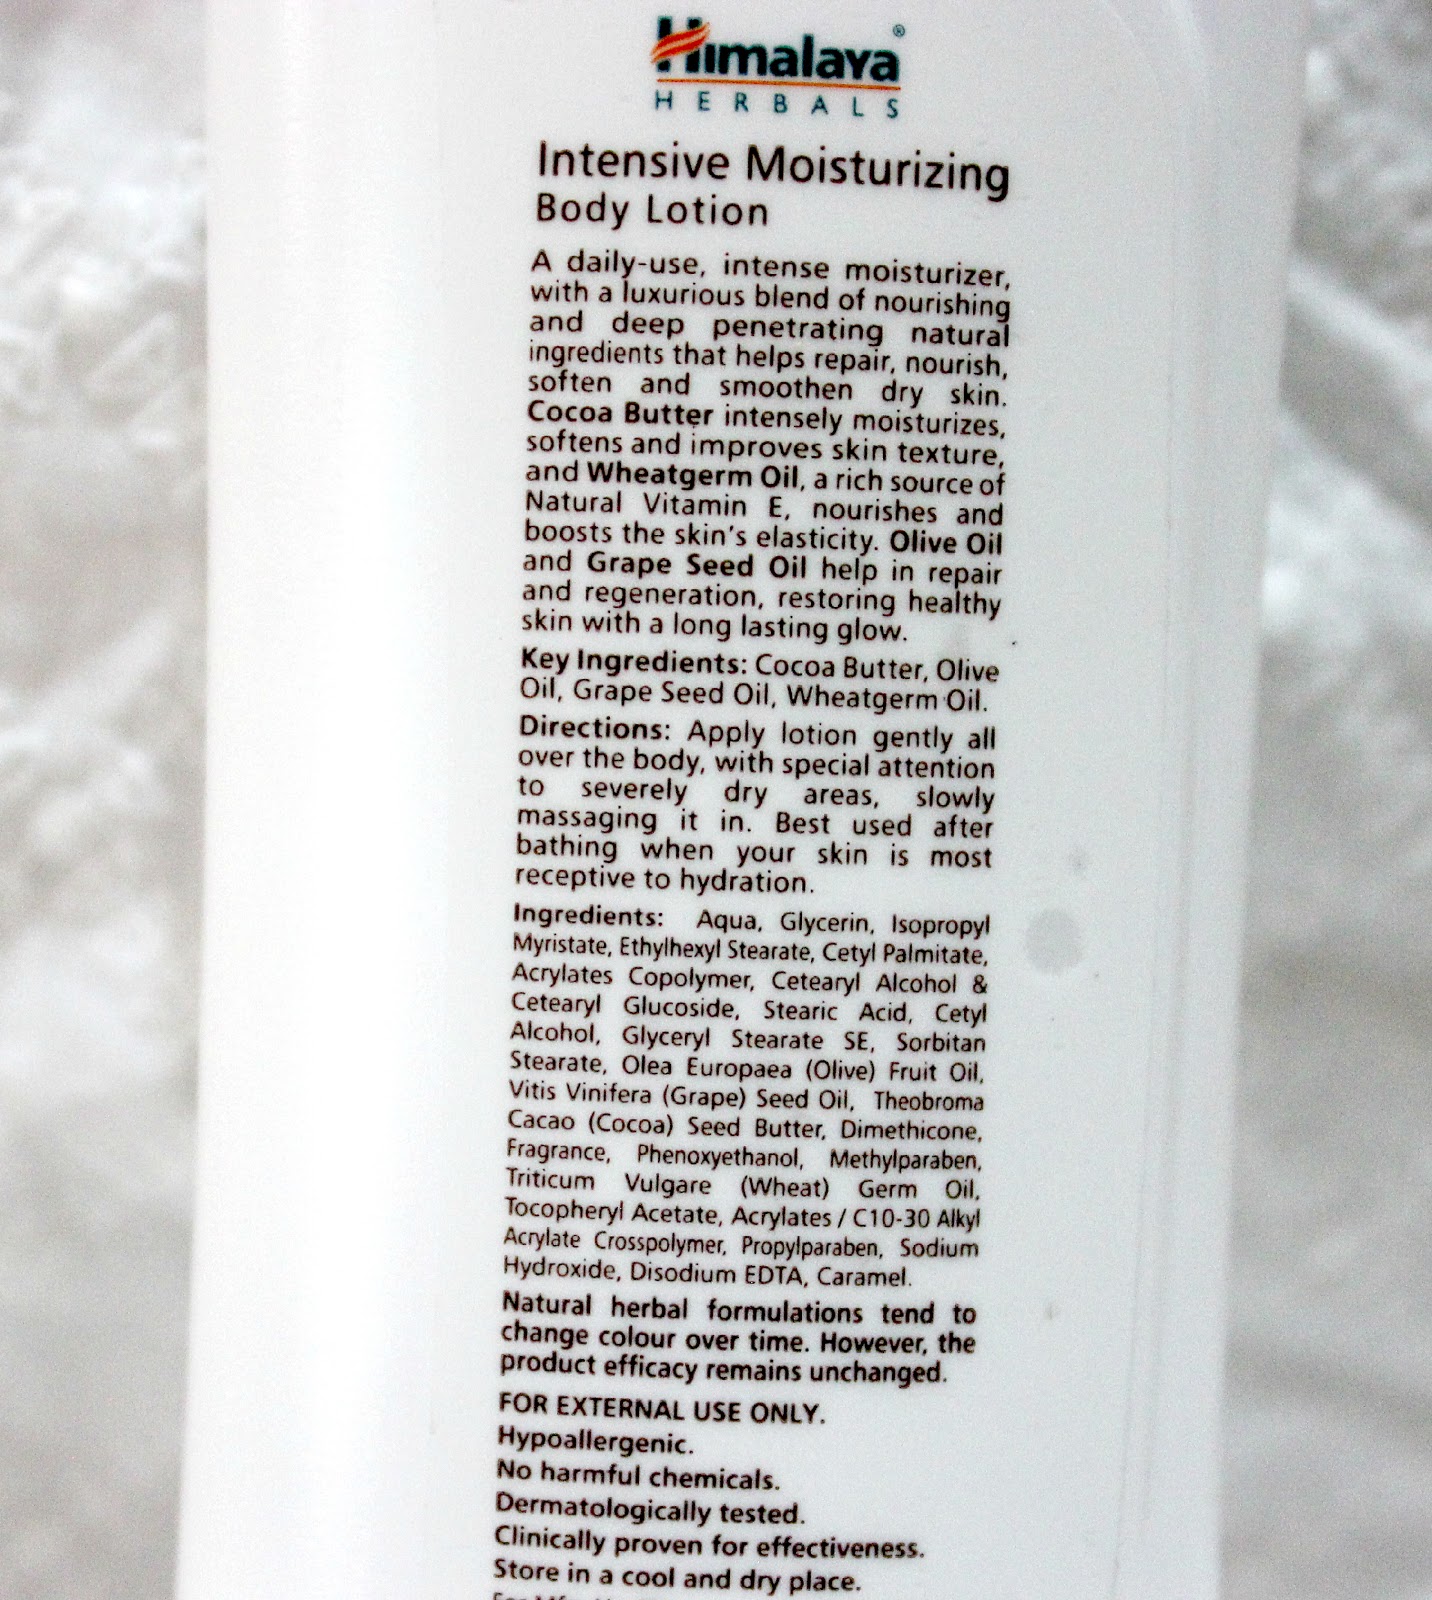 Himalaya®
HERBALS
Intensive Moisturizing
Body Lotion
A daily-use, intense moisturizer,
with a luxurious blend of nourishing
and deep penetrating natural
ingredients that helps repair, nourish,
soften and smoothen dry skin.
Cocoa Butter intensely moisturizes,
softens and improves skin texture,
and Wheatgerm Oil, a rich source of
Natural Vitamin E, nourishes and
boosts the skin's elasticity. Olive Oil
and Grape Seed Oil help in repair
and regeneration, restoring healthy
skin with a long lasting glow.
Key Ingredients: Cocoa Butter, Olive
Oil, Grape Seed Oil, Wheatgerm Oil.
Directions: Apply lotion gently all
over the body, with special attention
to severely dry areas, slowly
massaging it in. Best used after
bathing when your skin is most
receptive to hydration.
Ingredients: Aqua, Glycerin, Isopropyl
Myristate, Ethylhexyl Stearate, Cetyl Palmitate,
Acrylates Copolymer, Cetearyl Alcohol &
Cetearyl Glucoside, Stearic Acid, Cetyl
Alcohol, Glyceryl Stearate SE, Sorbitan
Stearate, Olea Europaea (Olive) Fruit Oil,
Vitis Vinifera (Grape) Seed Oil, Theobroma
Cacao (Cocoa) Seed Butter, Dimethicone,
Fragrance, Phenoxyethanol, Methylparaben,
Triticum Vulgare (Wheat) Germ Oil,
Tocopheryl Acetate, Acrylates / C10-30 Alkyl
Acrylate Crosspolymer, Propylparaben, Sodium
Hydroxide, Disodium EDTA, Caramel.
Natural herbal formulations tend to
change colour over time. However, the
product efficacy remains unchanged.
FOR EXTERNAL USE ONLY.
Hypoallergenic.
No harmful chemicals.
Dermatologically tested.
Clinically proven for effectiveness.
Store in a cool and dry place.